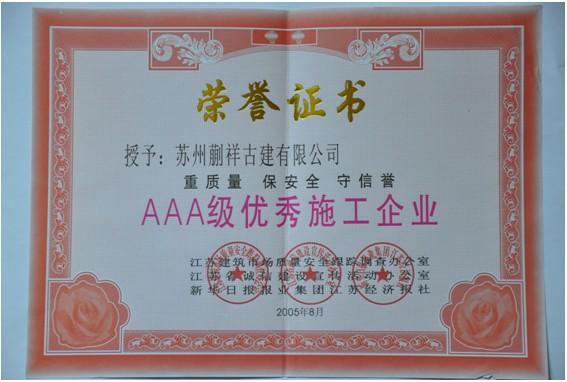 荣誉证书
授予：苏州蒯祥古建有限公司
重质量 保安全 守信誉
AAA级优秀施工企业
江苏建筑市场质量安全跟踪调查办公室
江苏省诚信建设宣传活动办公室
新华日报报业集团江苏经济报社
2005年8月